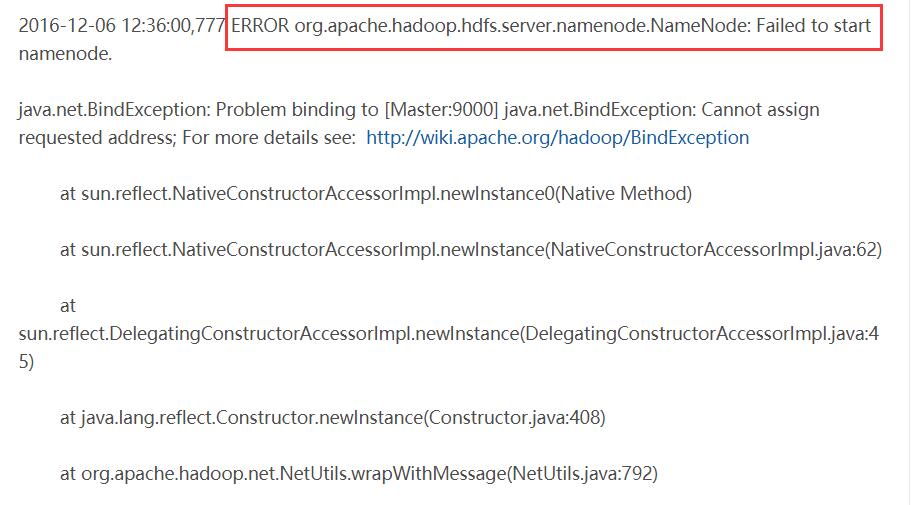 2016-12-06 12:36:00,777 ERROR org.apache.hadoop.hdfs.server.namenode.NameNode: Failed to start
namenode.
java.net.BindException: Problem binding to [Master:9000] java.net.BindException: Cannot assign
requested address; For more details see:  http://wiki.apache.org/hadoop/BindException
at sun.reflect.NativeConstructorAccessorImpl.newInstance0(Native Method)
at sun.reflect.NativeConstructorAccessorImpl.newInstance(NativeConstructorAccessorImpl.java:62)
at
sun.reflect.DelegatingConstructorAccessorImpl.newInstance(DelegatingConstructorAccessorImpl.java:4
5)
at java.lang.reflect.Constructor.newInstance(Constructor.java:408)
at org.apache.hadoop.net.NetUtils.wrapWithMessage(NetUtils.java:792)